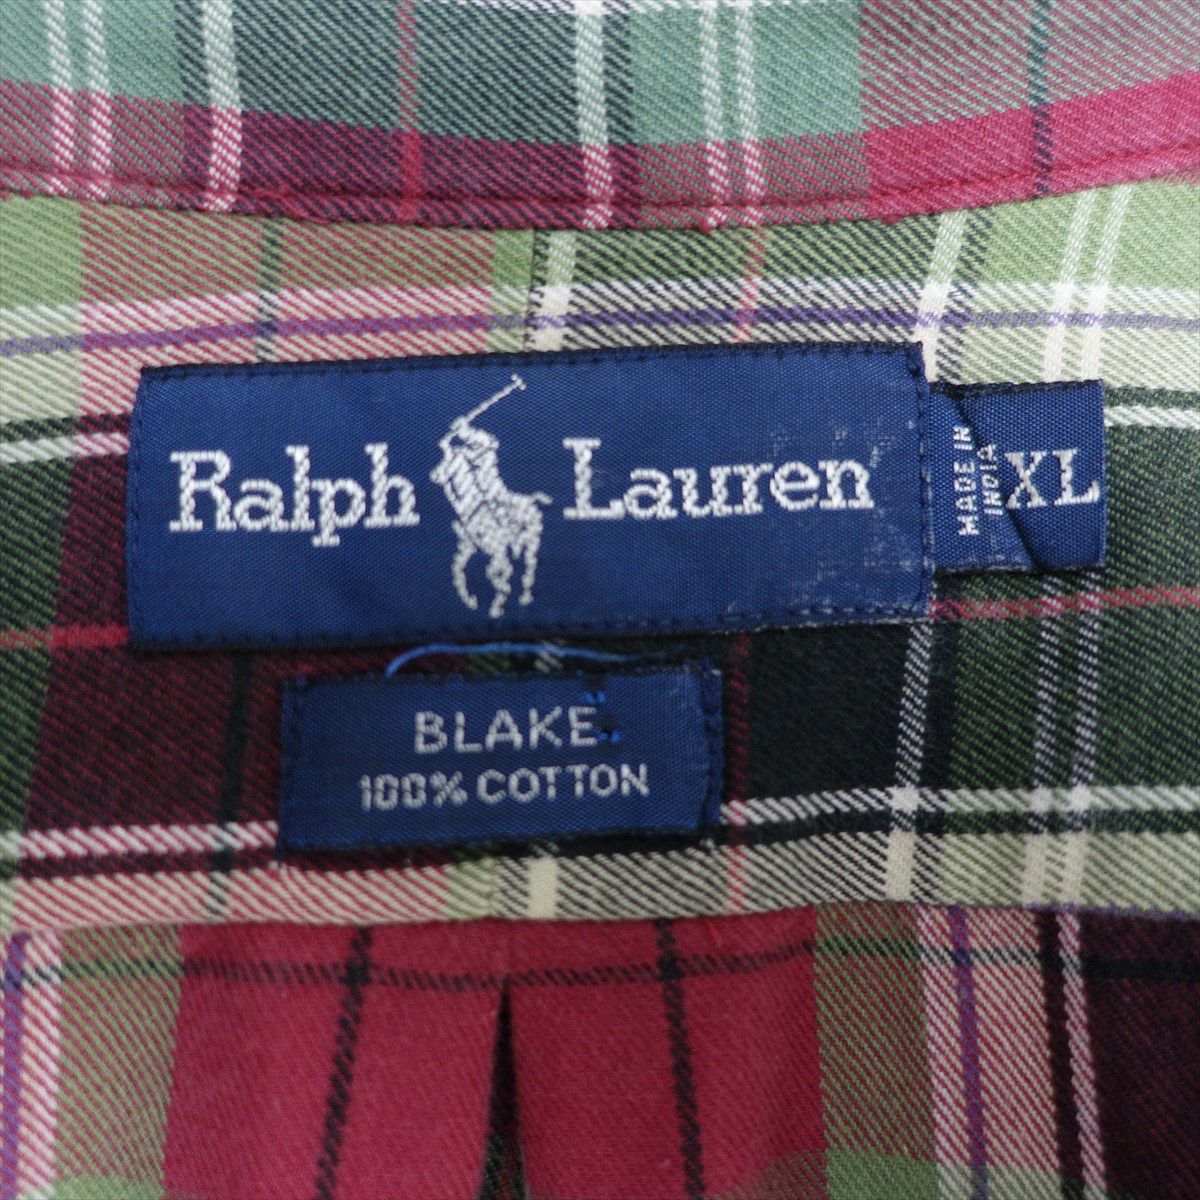 Ralph Lauren
MADE IN
INDIA
XL
BLAKE
100% COTTON